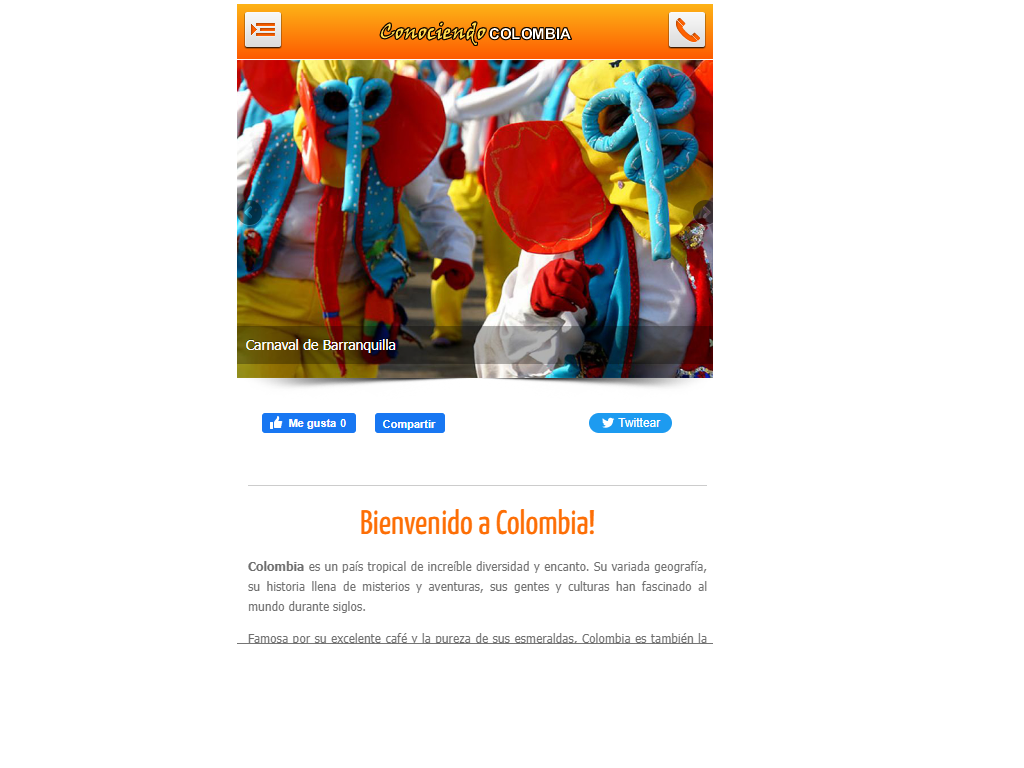 Conociendo COLOMBIA
Carnaval de Barranquilla
Me gusta 0
Compartir
Twittear
Bienvenido a Colombia!
Colombia es un país tropical de increíble diversidad y encanto. Su variada geografía,
su historia llena de misterios y aventuras, sus gentes y culturas han fascinado al
mundo durante siglos.
Famosa por su excelente café y la pureza de sus esmeraldas, Colombia es también la